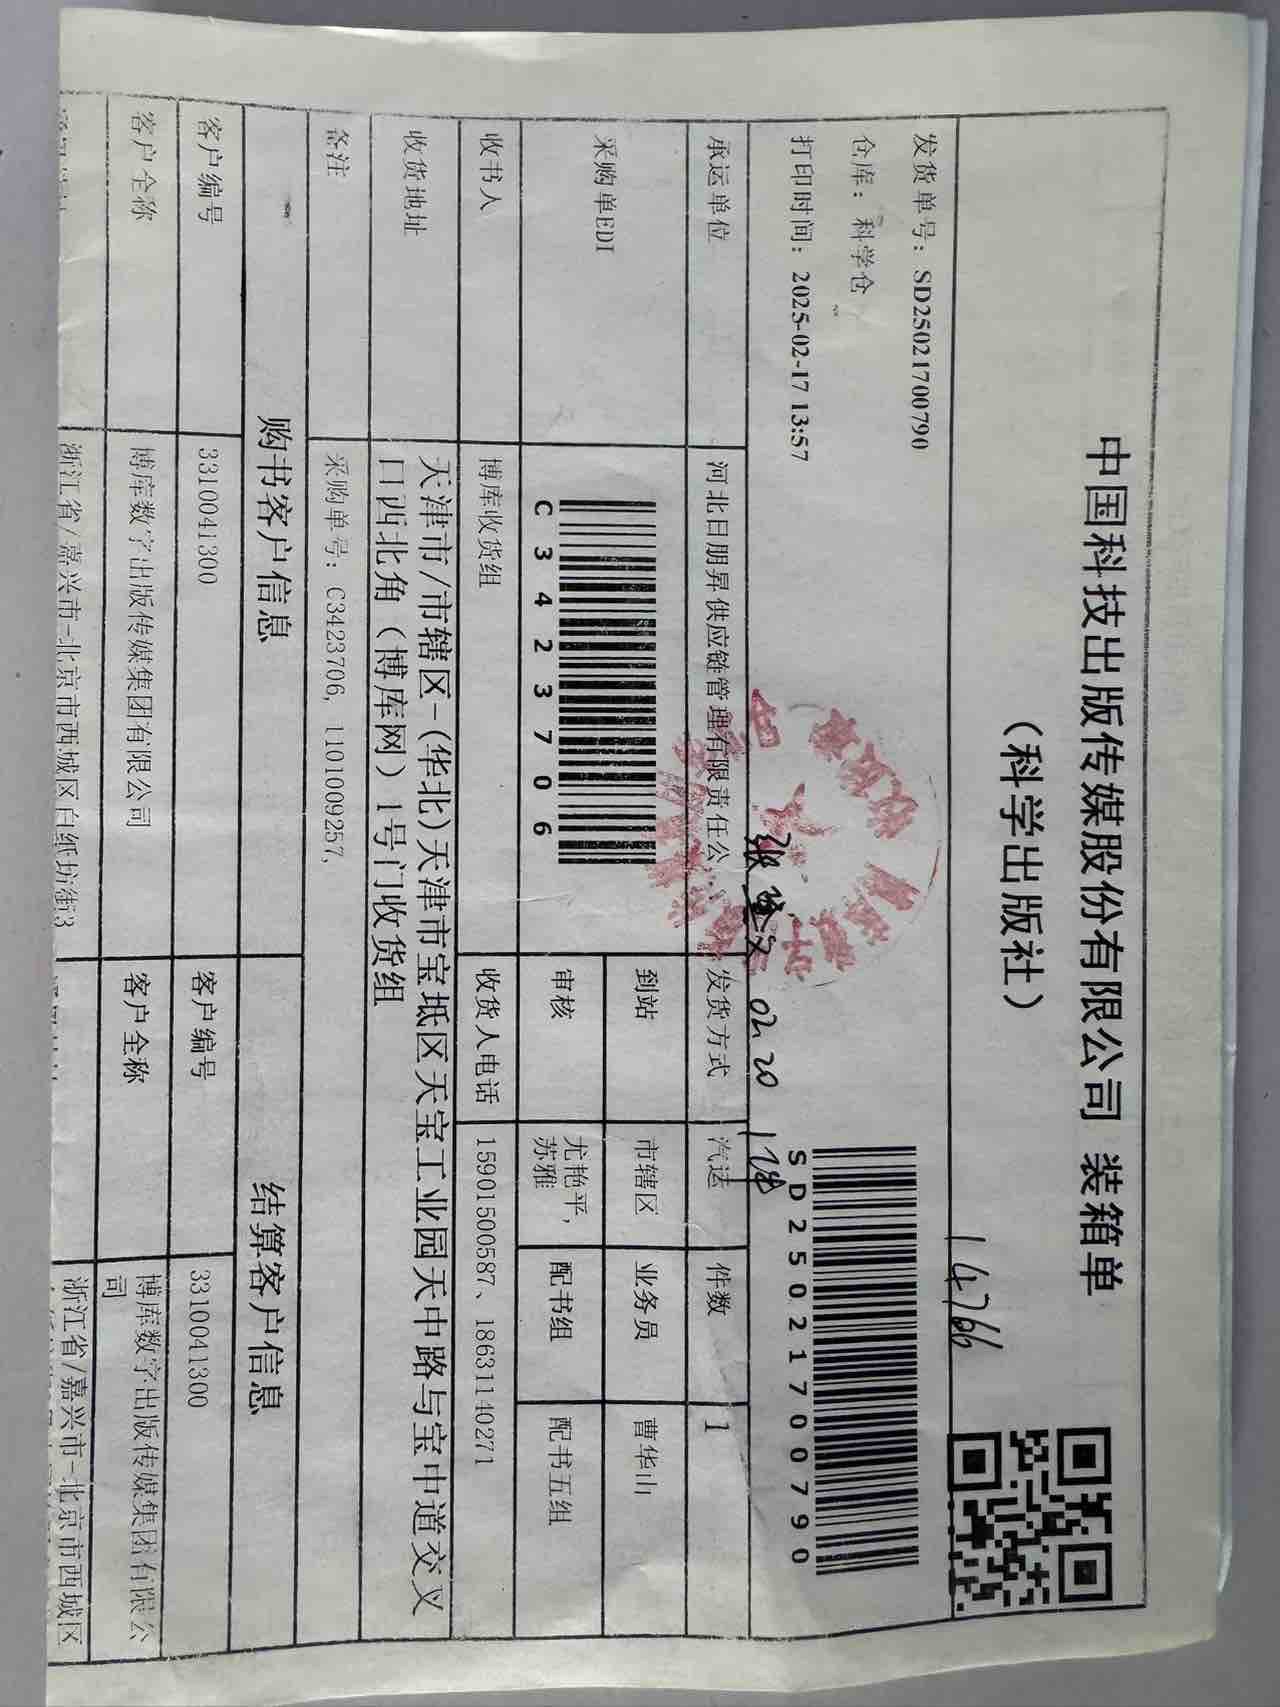 中国科技出版传媒股份有限公司 装箱单
(科学出版社)
14766
发货单号: SD25021700790
仓库: 科学仓
打印时间: 2025-02-17 13:57
SD25021700790
02.20
承运单位 河北日朋昇供应链管理有限责任公... 发货方式 汽运 件数 1
采购单EDI C3423706 到站 市辖区 业务员 曹华山
审核 尤艳平, 配书组 配书五组
苏雅
收书人 博库收货组 收货人电话 15901500587、18631140271
收货地址 天津市/市辖区-(华北)天津市宝坻区天宝工业园天中路与宝中道交叉
口西北角(博库网)1号门收货组
备注 采购单号: C3423706, 1101009257,
购书客户信息 结算客户信息
客户编号 3310041300 客户编号 3310041300
客户全称 博库数字出版传媒集团有限公司 客户全称 博库数字出版传媒集团有限公
司
浙江省/嘉兴市-北京市西城区白纸坊街3 浙江省/嘉兴市-北京市西城区